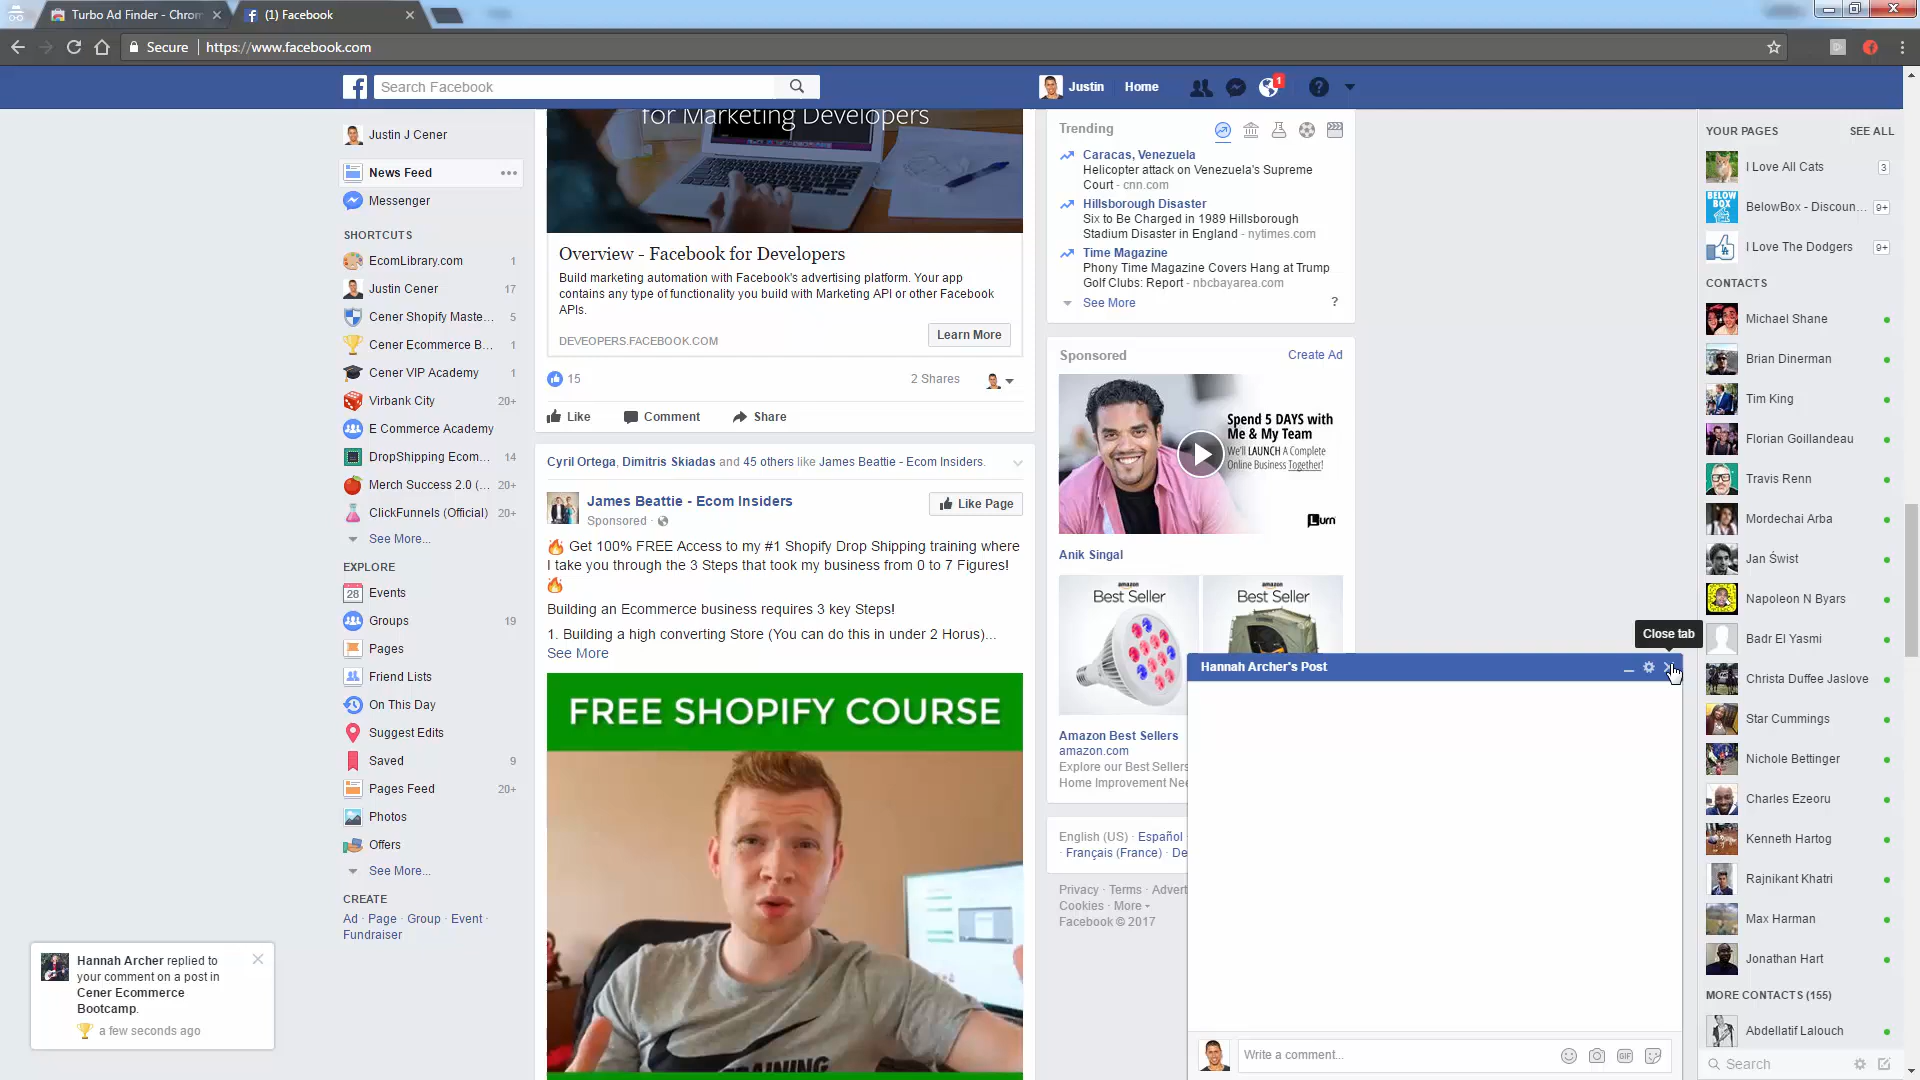 Turbo Ad Finder - Chrom
(1) Facebook
Secure
https://www.facebook.com
Search Facebook
Justin
Home
1
Justin J Cener
News Feed
Messenger
SHORTCUTS
EcomLibrary.com 1
Justin Cener 17
Cener Shopify Maste... 5
Cener Ecommerce B... 1
Cener VIP Academy 1
Virbank City 20+
E Commerce Academy
DropShipping Ecom... 14
Merch Success 2.0 (... 20+
ClickFunnels (Official) 20+
See More...
EXPLORE
28 Events
Groups 19
Pages
Friend Lists
On This Day
Suggest Edits
Saved 9
Pages Feed 20+
Photos
Offers
See More...
CREATE
Ad · Page · Group · Event ·
Fundraiser
Hannah Archer replied to
your comment on a post in
Cener Ecommerce
Bootcamp.
a few seconds ago
for Marketing Developers
Overview - Facebook for Developers
Build marketing automation with Facebook's advertising platform. Your app
contains any type of functionality you build with Marketing API or other Facebook
APIs.
DEVEOPERS.FACEBOOK.COM
Learn More
15
2 Shares
Like
Comment
Share
Cyril Ortega, Dimitris Skiadas and 45 others like James Beattie - Ecom Insiders.
James Beattie - Ecom Insiders
Sponsored ·
Like Page
Get 100% FREE Access to my #1 Shopify Drop Shipping training where
I take you through the 3 Steps that took my business from 0 to 7 Figures!
Building an Ecommerce business requires 3 key Steps!
1. Building a high converting Store (You can do this in under 2 Horus)...
See More
FREE SHOPIFY COURSE
TRAINING
Trending
Caracas, Venezuela
Helicopter attack on Venezuela's Supreme
Court - cnn.com
Hillsborough Disaster
Six to Be Charged in 1989 Hillsborough
Stadium Disaster in England - nytimes.com
Time Magazine
Phony Time Magazine Covers Hang at Trump
Golf Clubs: Report - nbcbayarea.com
See More
?
Sponsored
Create Ad
Spend 5 DAYS with
Me & My Team
We'll LAUNCH A Complete
Online Business Together!
Lurn
Anik Singal
amazon
Best Seller
amazon
Best Seller
Amazon Best Sellers
amazon.com
Explore our Best Sellers
Home Improvement Nee
English (US) · Español ·
· Français (France) · De
Privacy · Terms · Advert
Cookies · More
Facebook © 2017
Close tab
Hannah Archer's Post
Write a comment...
GIF
YOUR PAGES
SEE ALL
I Love All Cats 3
BELOW BOX
BelowBox - Discoun... 9+
I Love The Dodgers 9+
CONTACTS
Michael Shane
Brian Dinerman
Tim King
Florian Goillandeau
Travis Renn
Mordechai Arba
Jan Świst
Napoleon N Byars
Badr El Yasmi
Christa Duffee Jaslove
Star Cummings
Nichole Bettinger
Charles Ezeoru
Kenneth Hartog
Rajnikant Khatri
Max Harman
Jonathan Hart
MORE CONTACTS (155)
Abdellatif Lalouch
Search